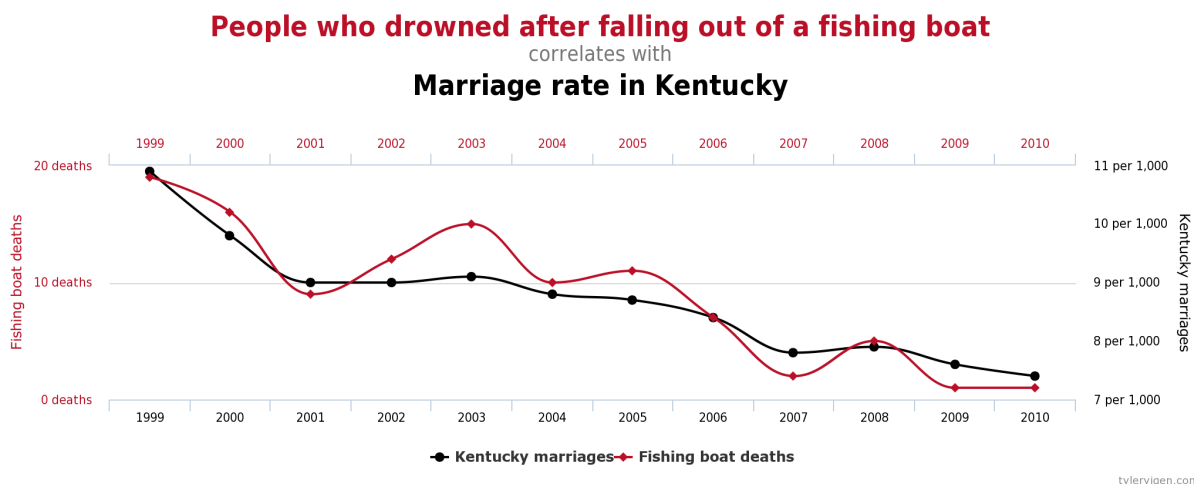 People who drowned after falling out of a fishing boat
correlates with
Marriage rate in Kentucky
1999 2000 2001 2002 2003 2004 2005 2006 2007 2008 2009 2010
20 deaths
10 deaths
0 deaths
Fishing boat deaths
11 per 1,000
10 per 1,000
9 per 1,000
8 per 1,000
7 per 1,000
Kentucky marriages
1999 2000 2001 2002 2003 2004 2005 2006 2007 2008 2009 2010
Kentucky marriages Fishing boat deaths
tylervigen.com